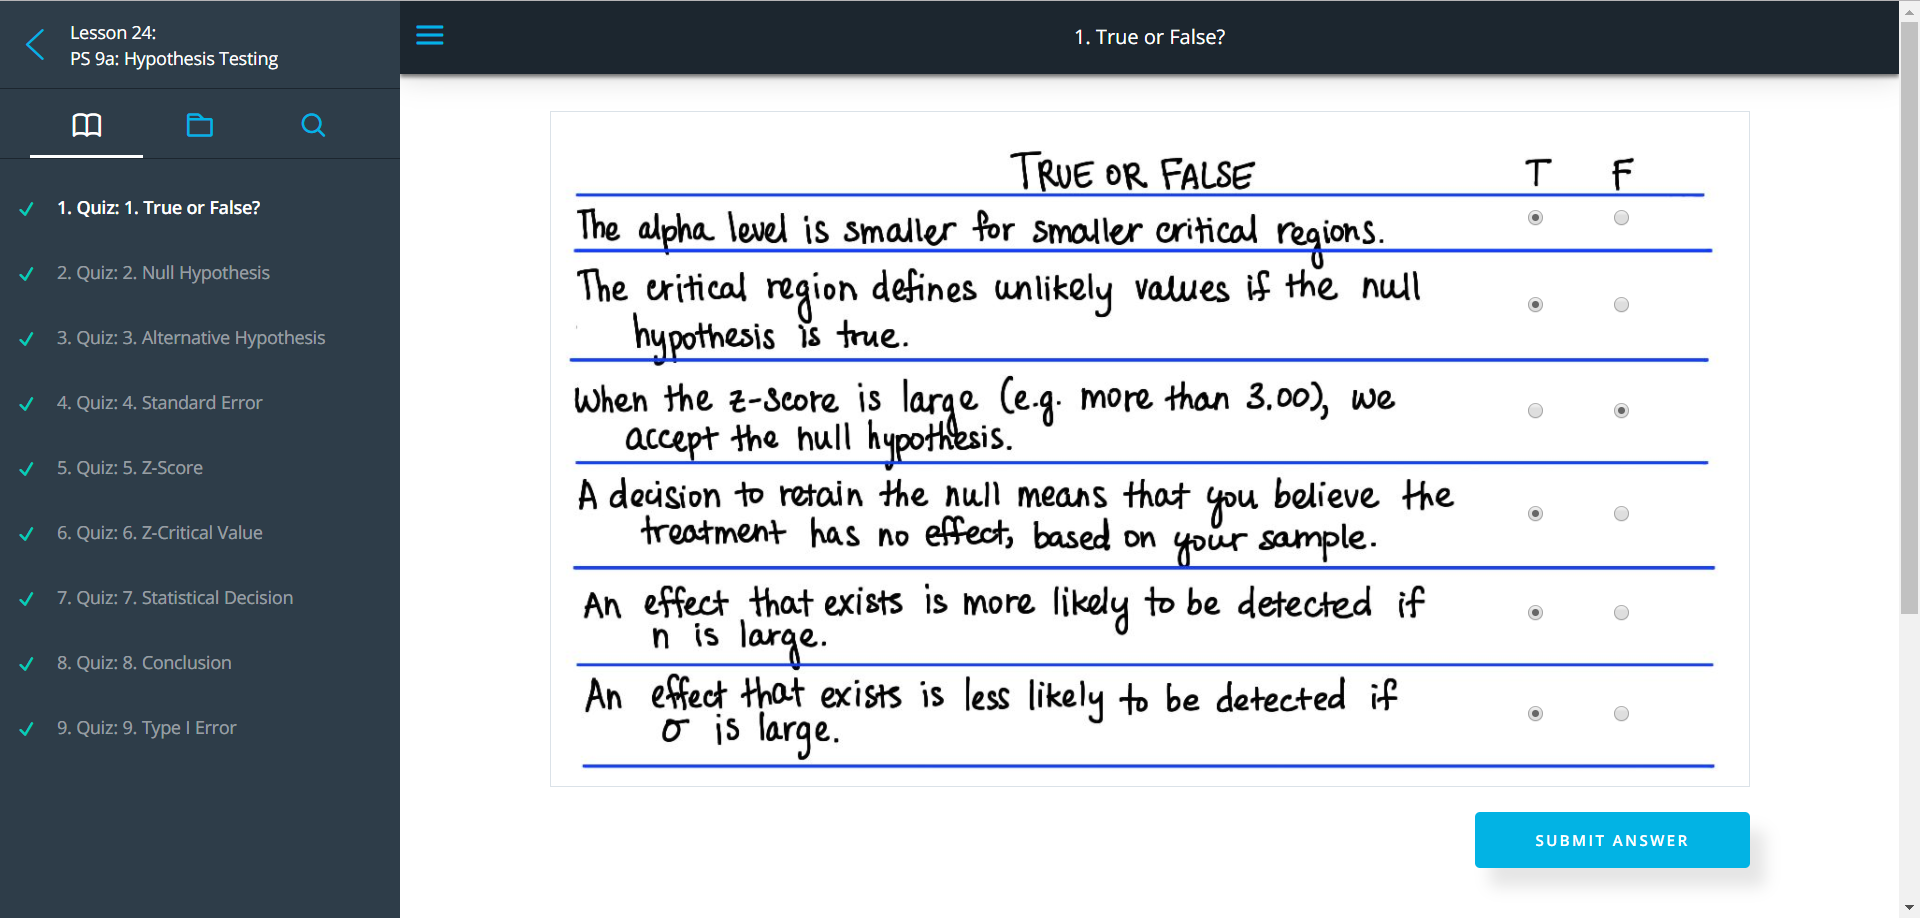 Lesson 24:
PS 9a: Hypothesis Testing
1. Quiz: 1. True or False?
2. Quiz: 2. Null Hypothesis
3. Quiz: 3. Alternative Hypothesis
4. Quiz: 4. Standard Error
5. Quiz: 5. Z-Score
6. Quiz: 6. Z-Critical Value
7. Quiz: 7. Statistical Decision
8. Quiz: 8. Conclusion
9. Quiz: 9. Type I Error
1. True or False?
TRUE OR FALSE T F
The alpha level is smaller for smaller critical regions.
The critical region defines unlikely values if the null
hypothesis is true.
When the z-score is large (e.g. more than 3.00), we
accept the null hypothesis.
A decision to retain the null means that you believe the
treatment has no effect, based on your sample.
An effect that exists is more likely to be detected if
n is large.
An effect that exists is less likely to be detected if
σ is large.
SUBMIT ANSWER